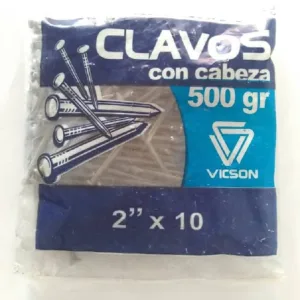 CLAVOS
con cabeza
500 gr
VICSON
2” x 10